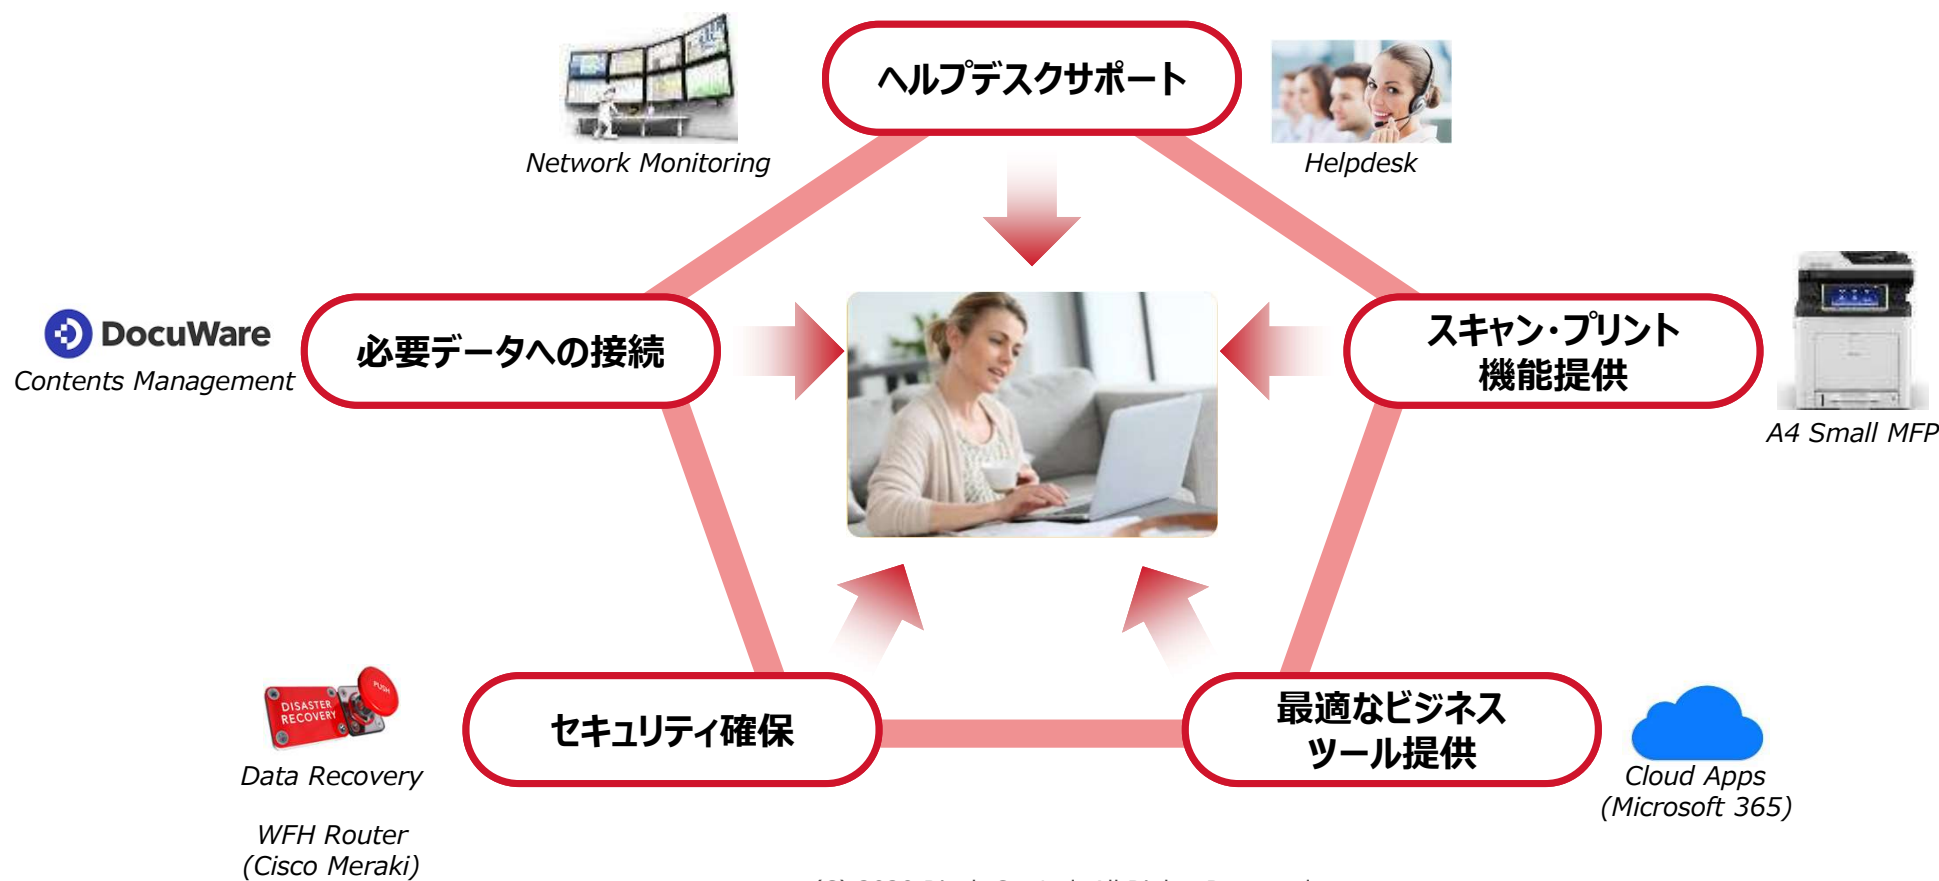 ヘルプデスクサポート
Network Monitoring
Helpdesk
DocuWare
Contents Management
必要データへの接続
スキャン・プリント
機能提供
A4 Small MFP
DISASTER
RECOVERY
PUSH
Data Recovery
WFH Router
(Cisco Meraki)
セキュリティ確保
最適なビジネス
ツール提供
Cloud Apps
(Microsoft 365)